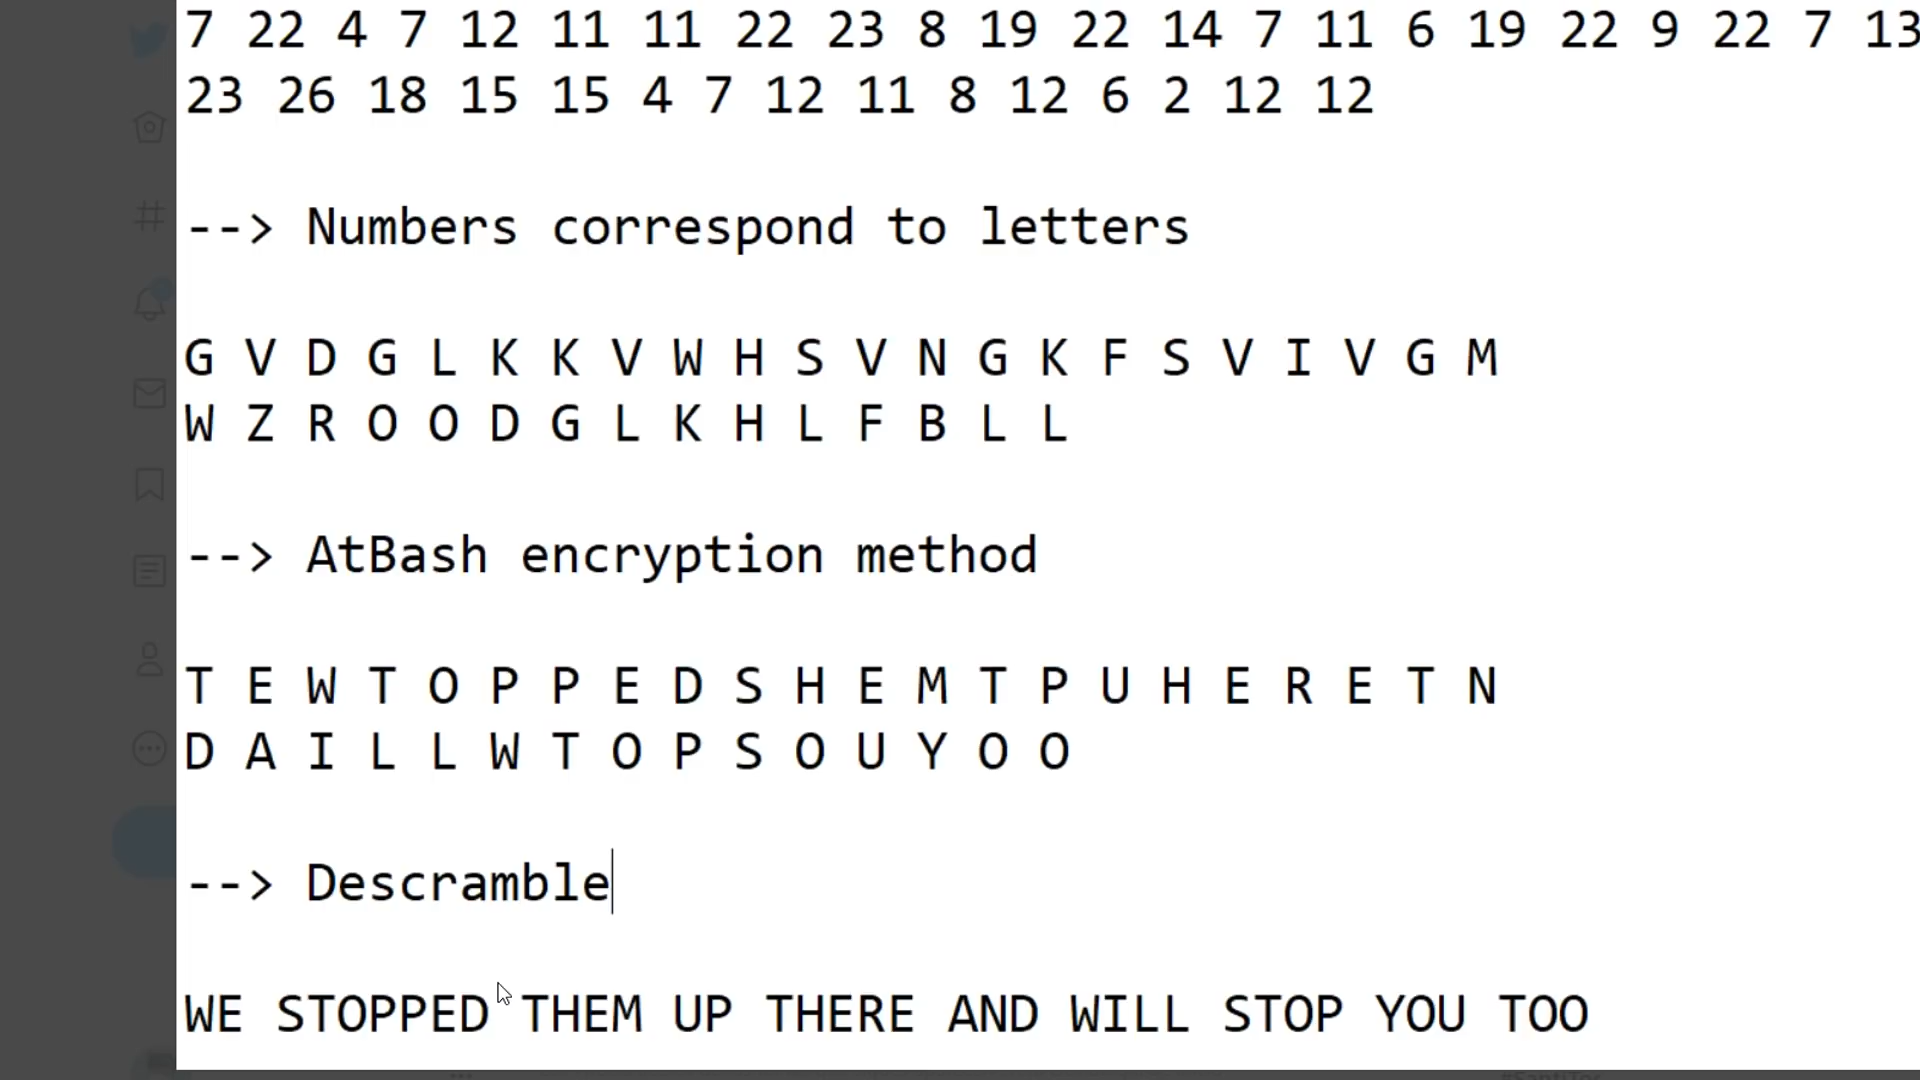 7 22 4 7 12 11 11 22 23 8 19 22 14 7 11 6 19 22 9 22 7 13
23 26 18 15 15 4 7 12 11 8 12 6 2 12 12
--> Numbers correspond to letters
G V D G L K K V W H S V N G K F S V I V G M
W Z R O O D G L K H L F B L L
--> AtBash encryption method
T E W T O P P E D S H E M T P U H E R E T N
D A I L L W T O P S O U Y O O
--> Descramble
WE STOPPED THEM UP THERE AND WILL STOP YOU TOO